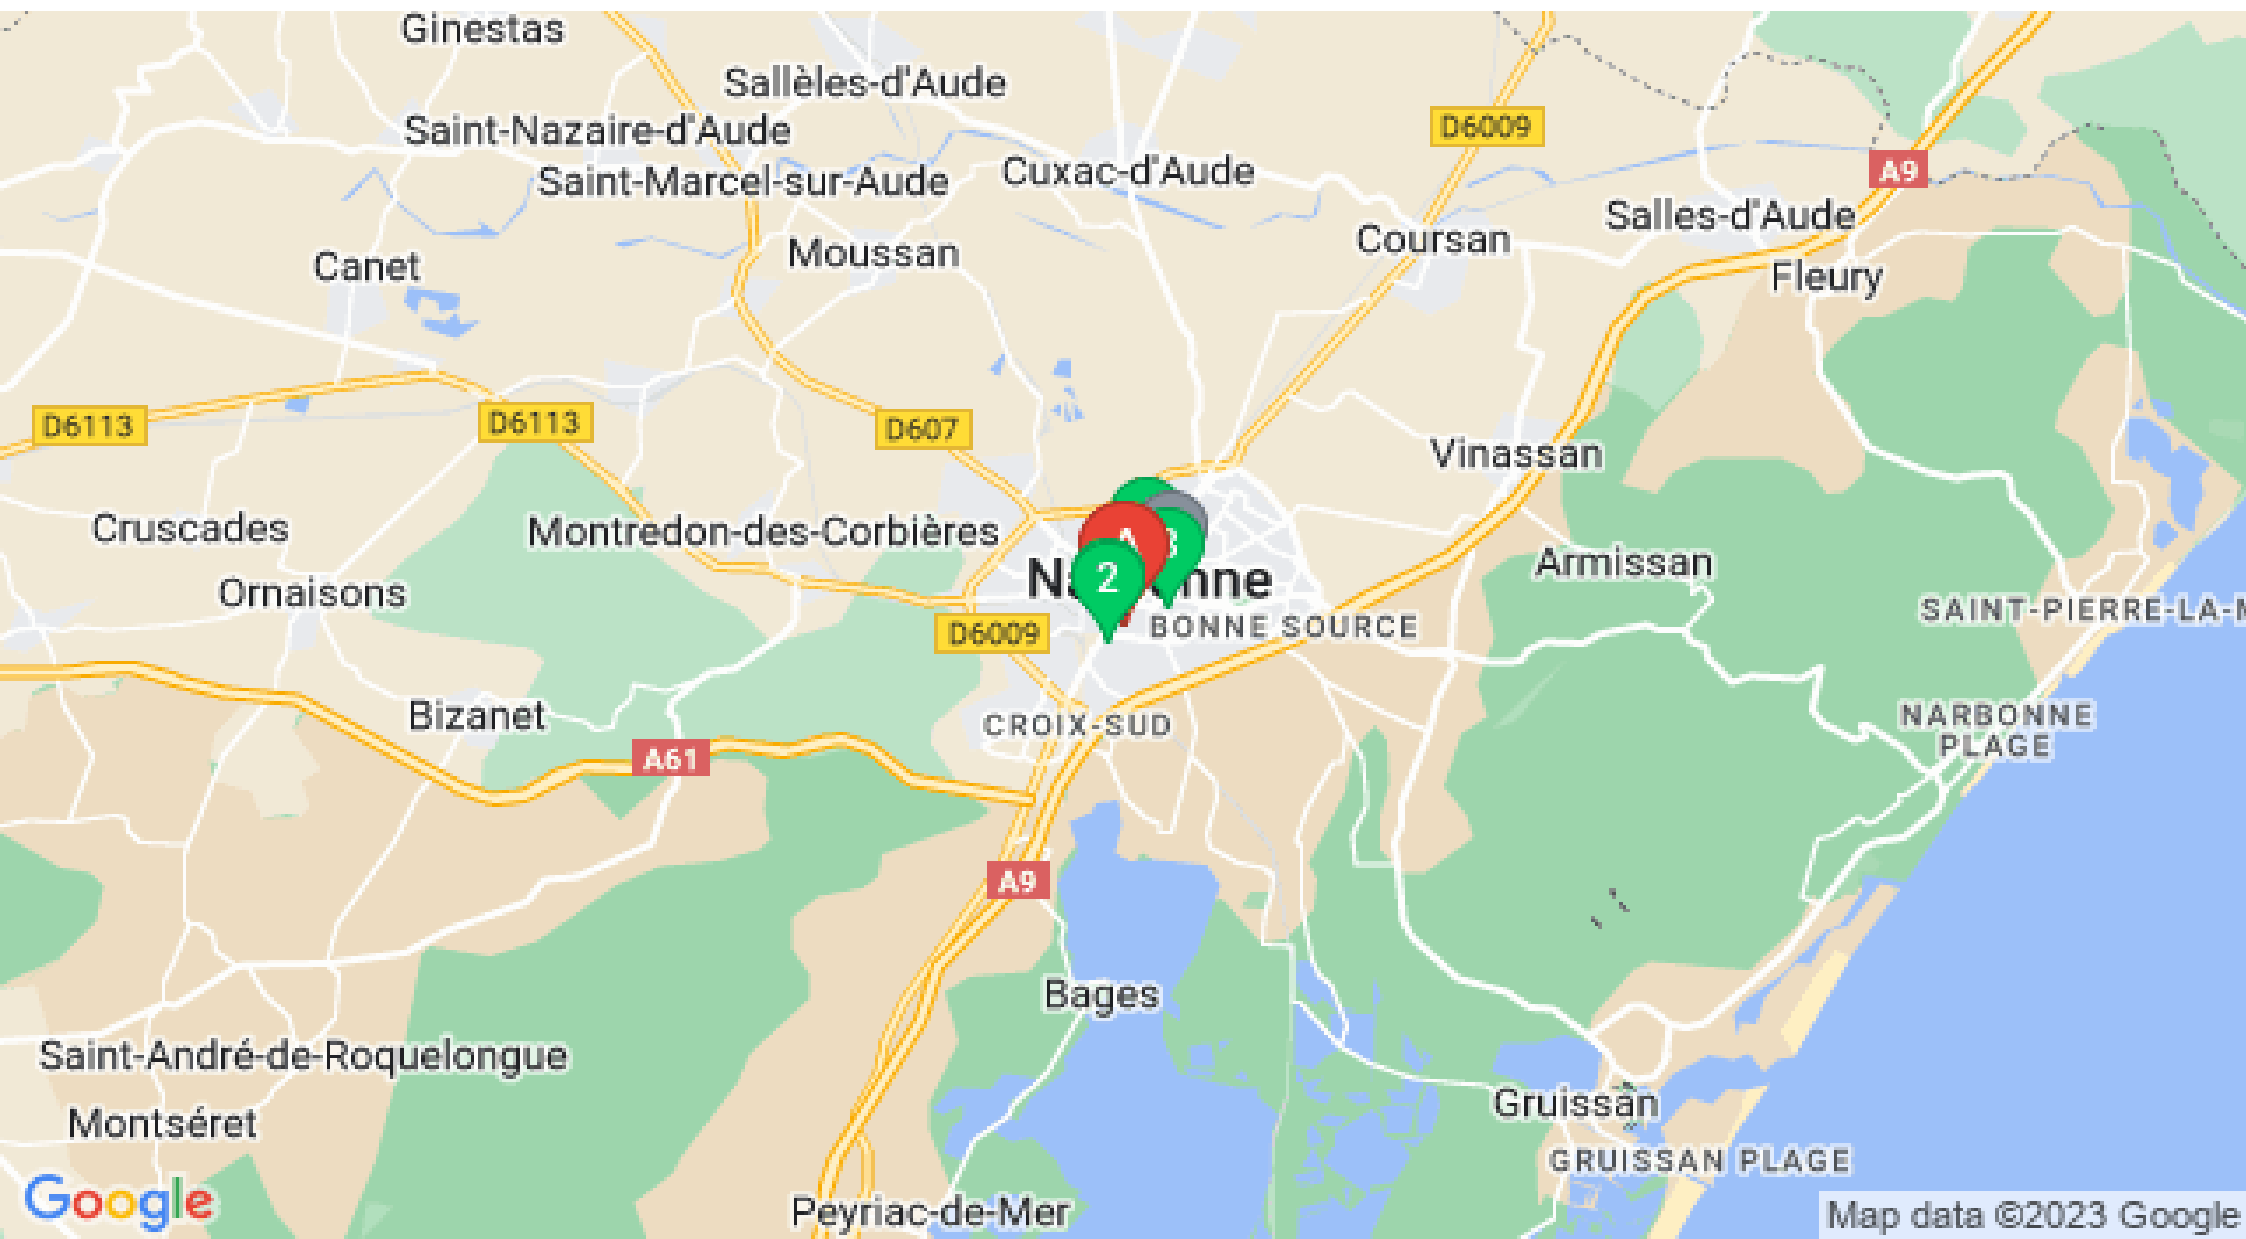 Ginestas
Sallèles-d'Aude
Saint-Nazaire-d'Aude
D6009
Saint-Marcel-sur-Aude
Cuxac-d'Aude
A9
Salles-d'Aude
Coursan
Moussan
Canet
Fleury
D6113
D6113
D607
Vinassan
Cruscades
Montredon-des-Corbières
Armissan
2
Ornaisons
SAINT-PIERRE-LA-M
BONNE SOURCE
D6009
Bizanet
CROIX-SUD
NARBONNE
PLAGE
A61
A9
Bages
Saint-André-de-Roquelongue
Gruissan
Montséret
GRUISSAN PLAGE
Google
Peyriac-de-Mer
Map data ©2023 Google